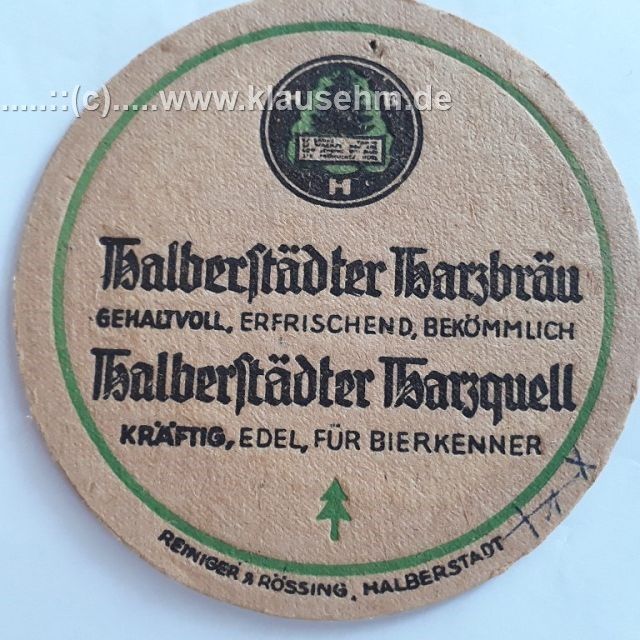 .....::(c).....www.klausehm.de
H
Halberstädter Harzbräu
GEHALTVOLL, ERFRISCHEND, BEKÖMMLICH
Halberstädter Harzquell
KRÄFTIG, EDEL, FÜR BIERKENNER
REINIGER & RÖSSING, HALBERSTADT